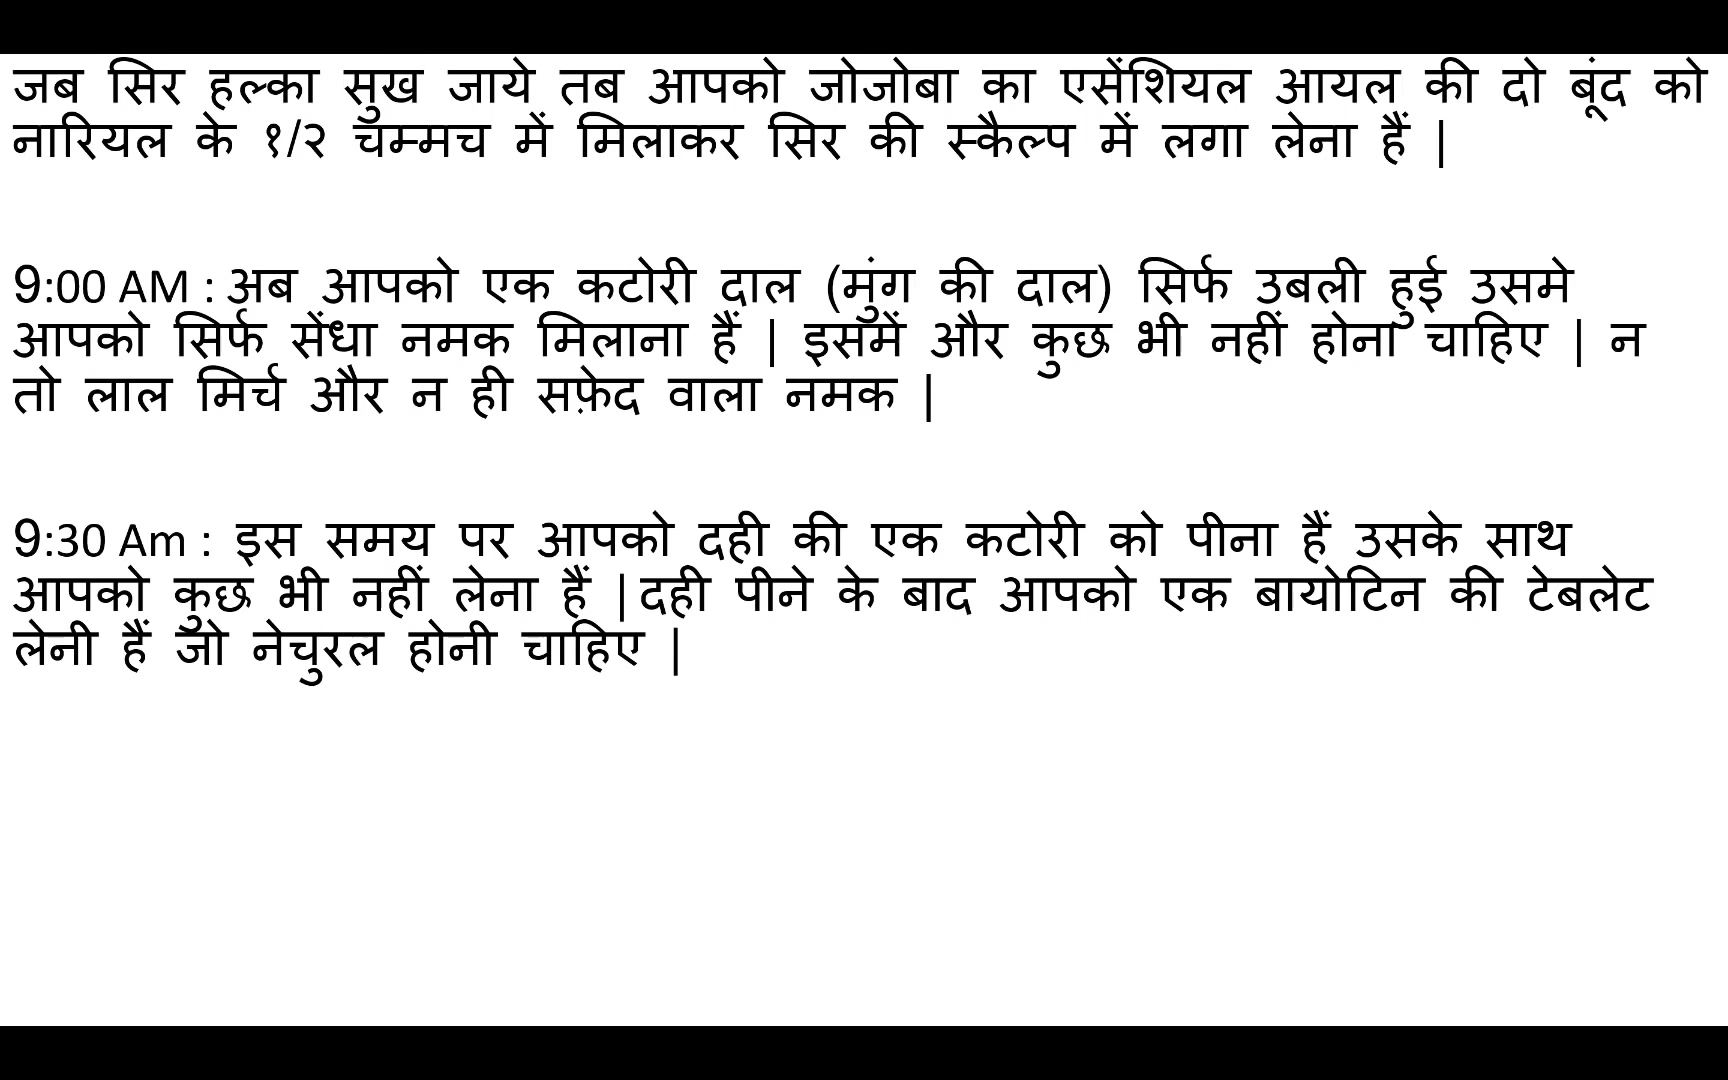 जब सिर हल्का सुख जाये तब आपको जोजोबा का एसेंशियल आयल की दो बूंद को
नारियल के १/२ चम्मच में मिलाकर सिर की स्कैल्प में लगा लेना हैं |
9:00 AM : अब आपको एक कटोरी दाल (मुंग की दाल) सिर्फ उबली हुई उसमे
आपको सिर्फ सेंधा नमक मिलाना हैं | इसमें और कुछ भी नहीं होना चाहिए | न
तो लाल मिर्च और न ही सफ़ेद वाला नमक |
9:30 Am : इस समय पर आपको दही की एक कटोरी को पीना हैं उसके साथ
आपको कुछ भी नहीं लेना हैं | दही पीने के बाद आपको एक बायोटिन की टेबलेट
लेनी हैं जो नेचुरल होनी चाहिए |